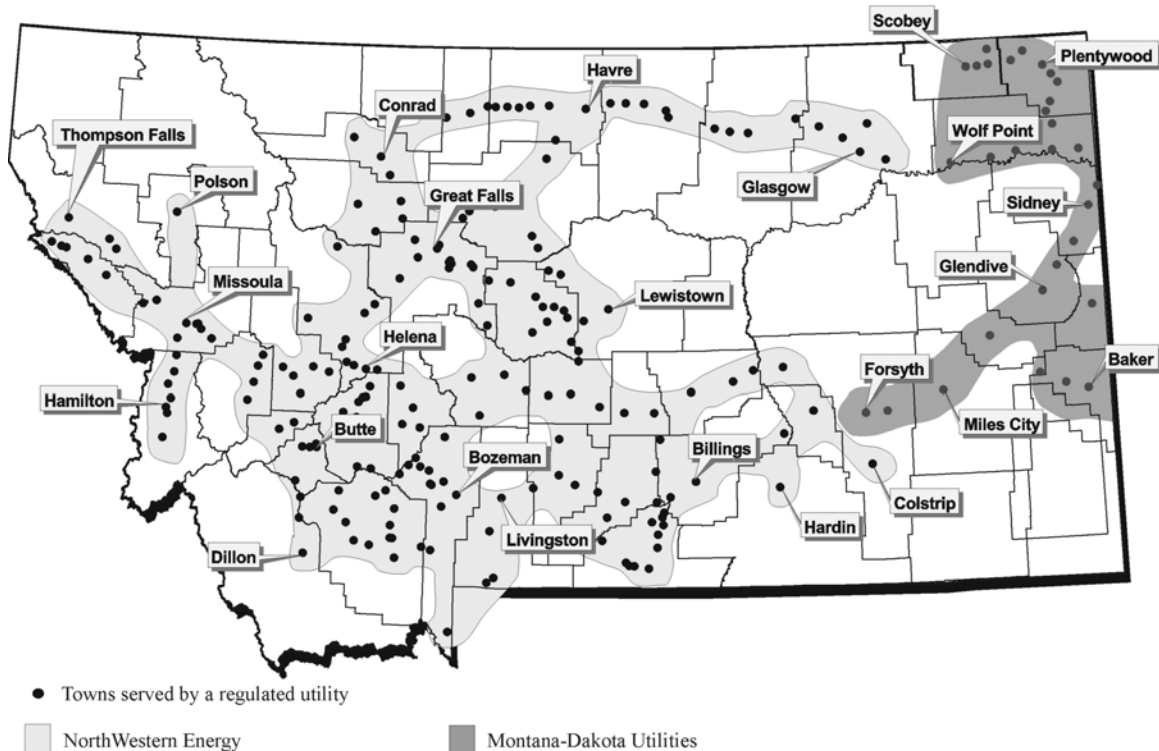 Scobey
Plentywood
Havre
Conrad
Thompson Falls
Wolf Point
Polson
Glasgow
Great Falls
Sidney
Glendive
Missoula
Lewistown
Helena
Forsyth
Baker
Hamilton
Miles City
Butte
Billings
Bozeman
Colstrip
Hardin
Livingston
Dillon
Towns served by a regulated utility
NorthWestern Energy
Montana-Dakota Utilities